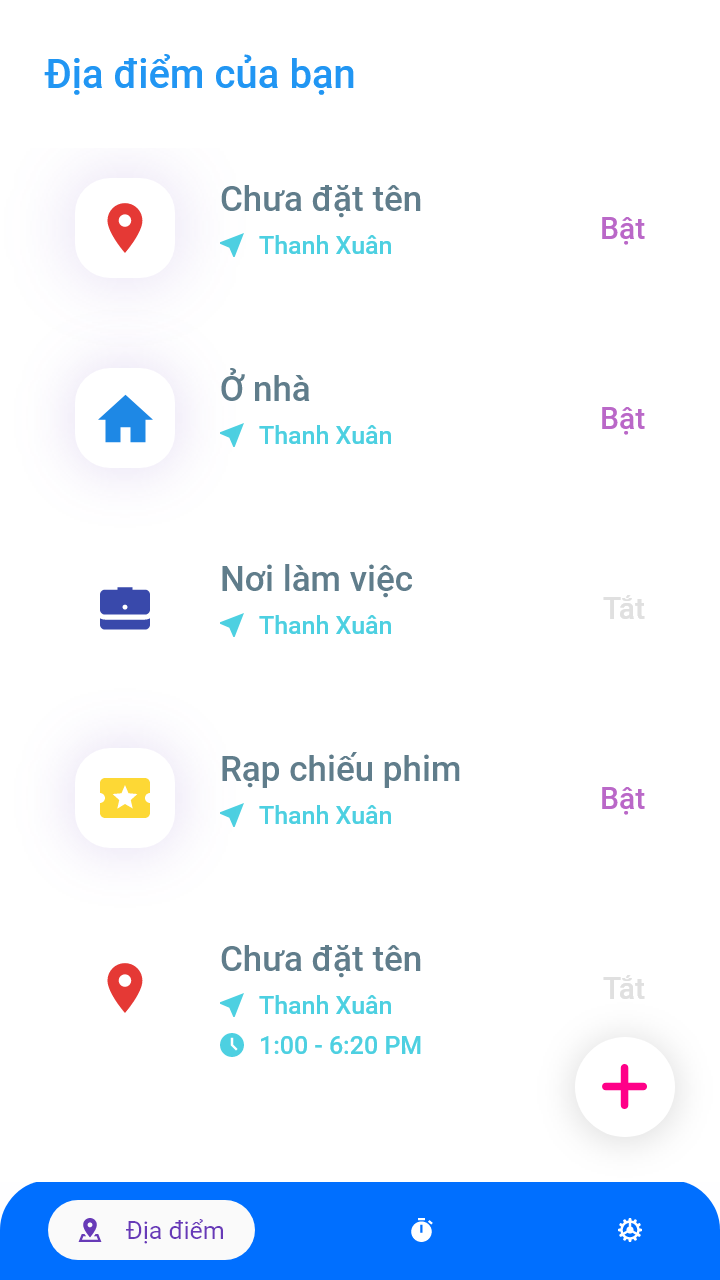 Địa điểm của bạn
Chưa đặt tên
Thanh Xuân
Bật
Ở nhà
Thanh Xuân
Bật
Nơi làm việc
Thanh Xuân
Tắt
Rạp chiếu phim
Thanh Xuân
Bật
Chưa đặt tên
Thanh Xuân
Tắt
1:00 - 6:20 PM
Địa điểm